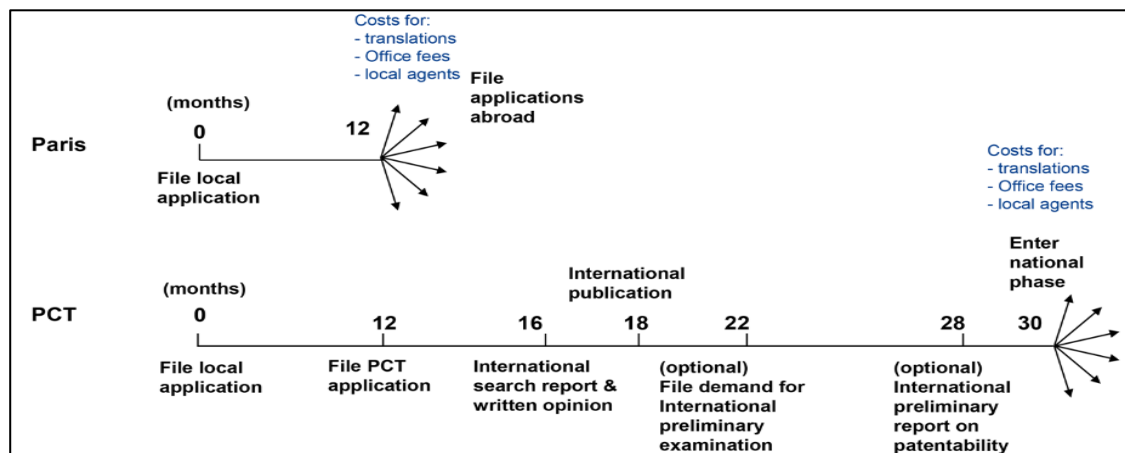 Costs for:
- translations
- Office fees
- local agents
File
applications
abroad
(months)
0
12
Paris
File local
application
Costs for:
- translations
- Office fees
- local agents
Enter
national
phase
International
publication
(months)
PCT
0
12
16
18
22
28
30
File local
application
File PCT
application
International
search report &
written opinion
(optional)
File demand for
International
preliminary
examination
(optional)
International
preliminary
report on
patentability